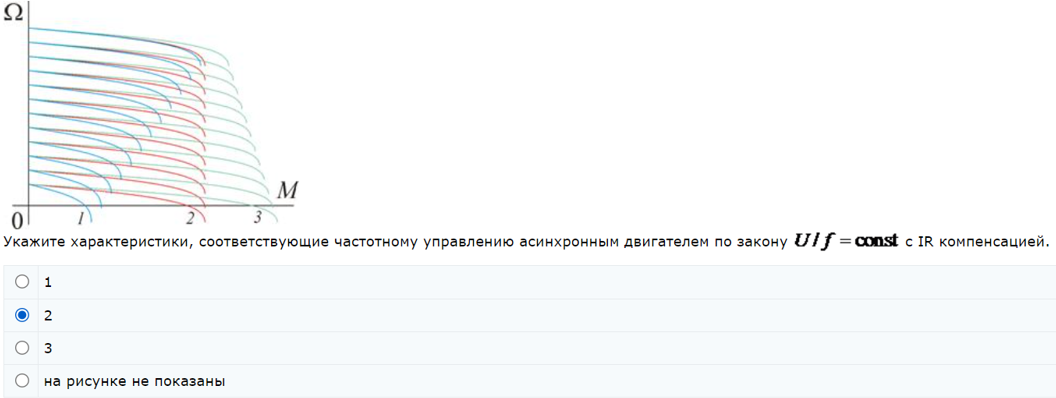 Ω
M
0 1 2 3
Укажите характеристики, соответствующие частотному управлению асинхронным двигателем по закону U / f = const с IR компенсацией.
1
2
3
на рисунке не показаны